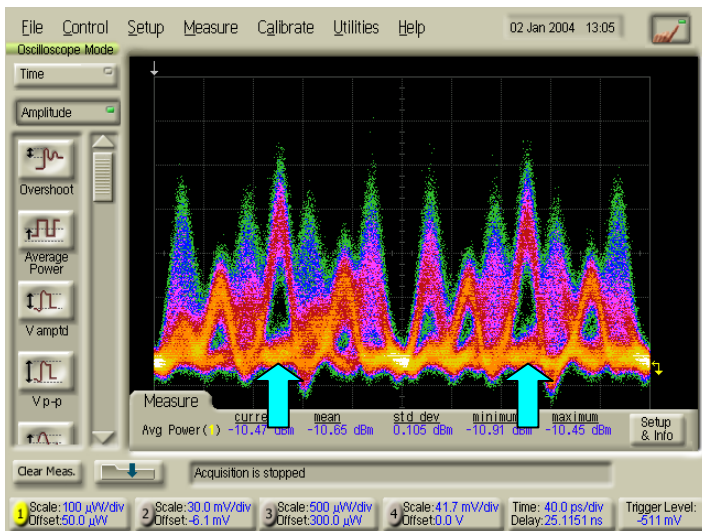 File Control Setup Measure Calibrate Utilities Help 02 Jan 2004 13:05
Oscilloscope Mode
Time
Amplitude
Overshoot
Average
Power
V amptd
V p-p
Measure
mean std dev maximum
Avg Power(1) -10.47 dBm -10.65 dBm 0.105 dBm -10.91 dBm -10.45 dBm
Setup
& Info
Clear Meas.
Acquisition is stopped
1 Scale: 100 µW/div
Offset:50.0 µW
2 Scale:30.0 mV/div
Offset:-6.1 mV
3 Scale:500 µW/div
Offset:300.0 µW
4 Scale:41.7 mV/div
Offset:0.0 V
Time: 40.0 ps/div
Delay:25.1151 ns
Trigger Level:
-511 mV